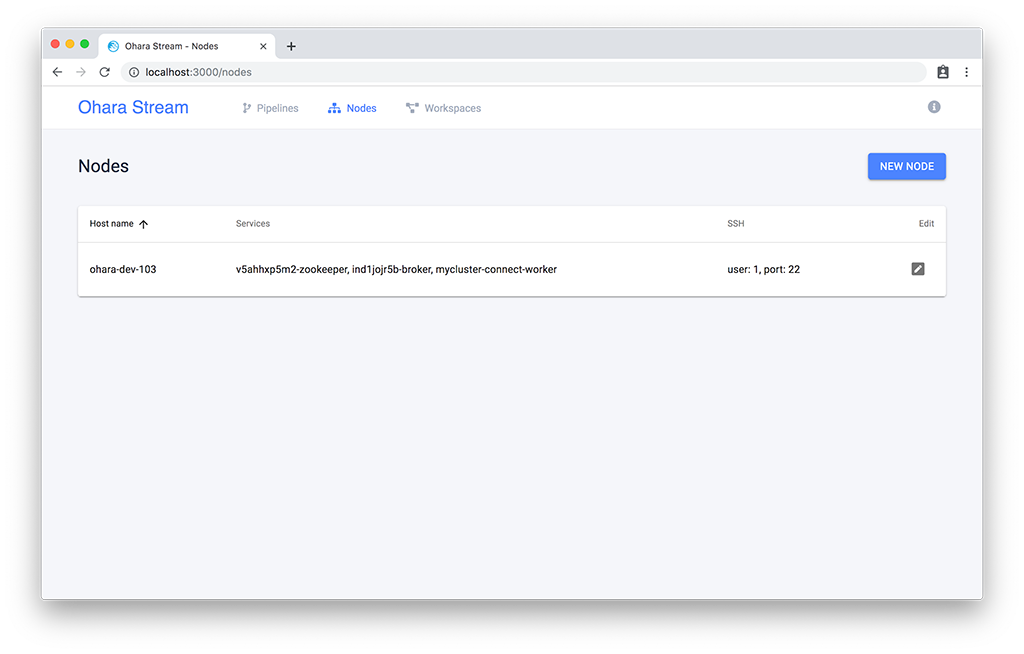 Ohara Stream - Nodes
localhost:3000/nodes
Ohara Stream Pipelines Nodes Workspaces
Nodes NEW NODE
Host name Services SSH Edit
ohara-dev-103 v5ahhxp5m2-zookeeper, ind1jojr5b-broker, mycluster-connect-worker user: 1, port: 22